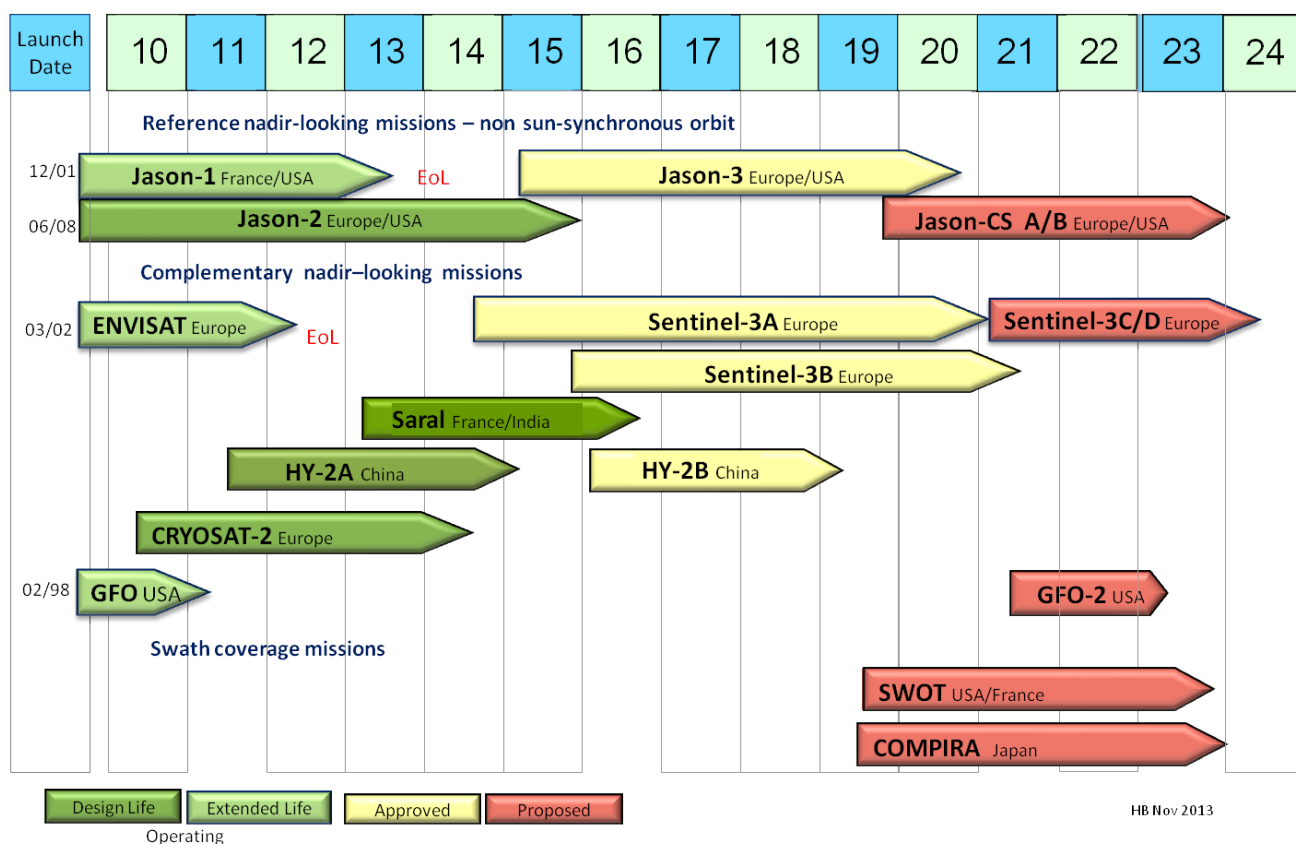 Launch Date 10 11 12 13 14 15 16 17 18 19 20 21 22 23 24
Reference nadir-looking missions – non sun-synchronous orbit
12/01 Jason-1 France/USA EoL Jason-3 Europe/USA
06/08 Jason-2 Europe/USA Jason-CS A/B Europe/USA
Complementary nadir–looking missions
03/02 ENVISAT Europe EoL Sentinel-3A Europe Sentinel-3C/D Europe
Sentinel-3B Europe
Saral France/India
HY-2A China HY-2B China
CRYOSAT-2 Europe
02/98 GFO USA GFO-2 USA
Swath coverage missions
SWOT USA/France
COMPIRA Japan
Design Life Extended Life Approved Proposed
Operating
HB Nov 2013